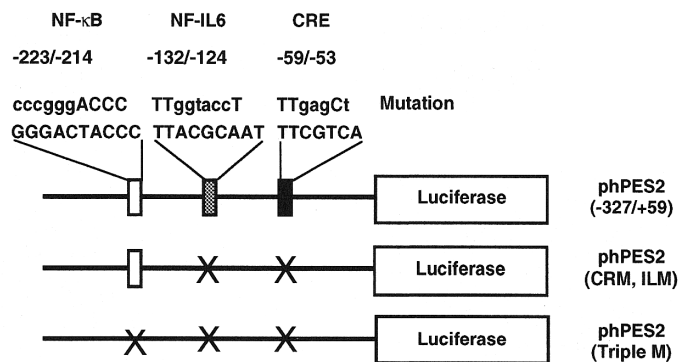 NF-κB NF-IL6 CRE
-223/-214 -132/-124 -59/-53
cccgggACCC TTggtaccT TTgagCt Mutation
GGGACTACCC TTACGCAAT TTCGTCA
Luciferase phPES2
(-327/+59)
X X Luciferase phPES2
(CRM, ILM)
X X X Luciferase phPES2
(Triple M)